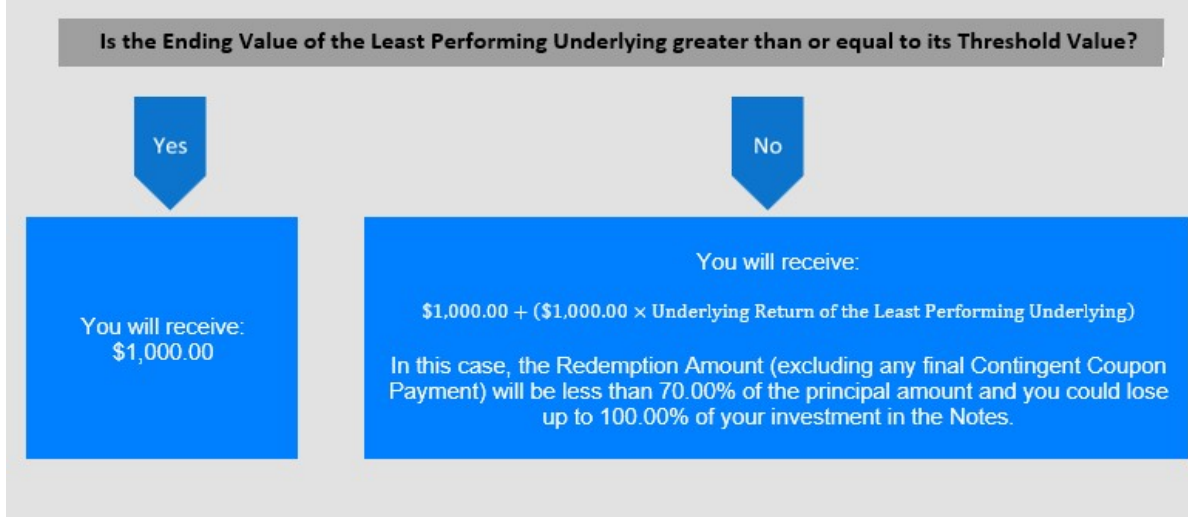 Is the Ending Value of the Least Performing Underlying greater than or equal to its Threshold Value?
Yes
No
You will receive:
$1,000.00
You will receive:
$1,000.00 + ($1,000.00 × Underlying Return of the Least Performing Underlying)
In this case, the Redemption Amount (excluding any final Contingent Coupon
Payment) will be less than 70.00% of the principal amount and you could lose
up to 100.00% of your investment in the Notes.